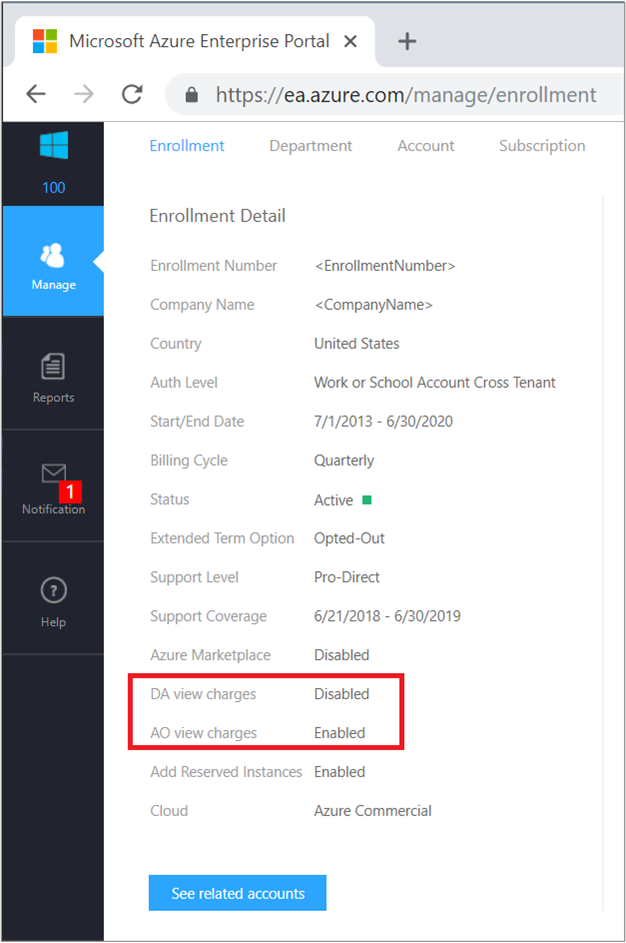 Microsoft Azure Enterprise Portal
https://ea.azure.com/manage/enrollment
100
Manage
Reports
1
Notification
?
Help
Enrollment Department Account Subscription
Enrollment Detail
Enrollment Number <EnrollmentNumber>
Company Name <CompanyName>
Country United States
Auth Level Work or School Account Cross Tenant
Start/End Date 7/1/2013 - 6/30/2020
Billing Cycle Quarterly
Status Active
Extended Term Option Opted-Out
Support Level Pro-Direct
Support Coverage 6/21/2018 - 6/30/2019
Azure Marketplace Disabled
DA view charges Disabled
AO view charges Enabled
Add Reserved Instances Enabled
Cloud Azure Commercial
See related accounts